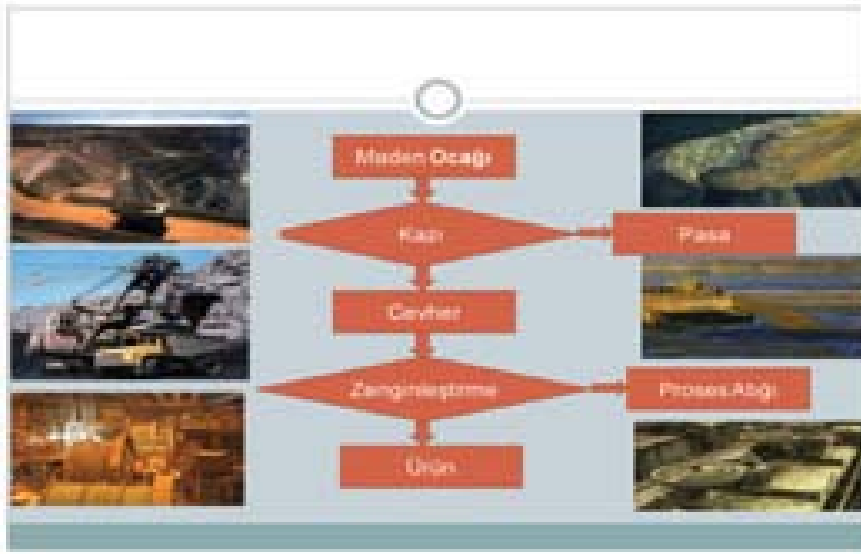 Maden Ocağı
Kazı
Pasa
Cevher
Zenginleştirme
Proses Atığı
Ürün